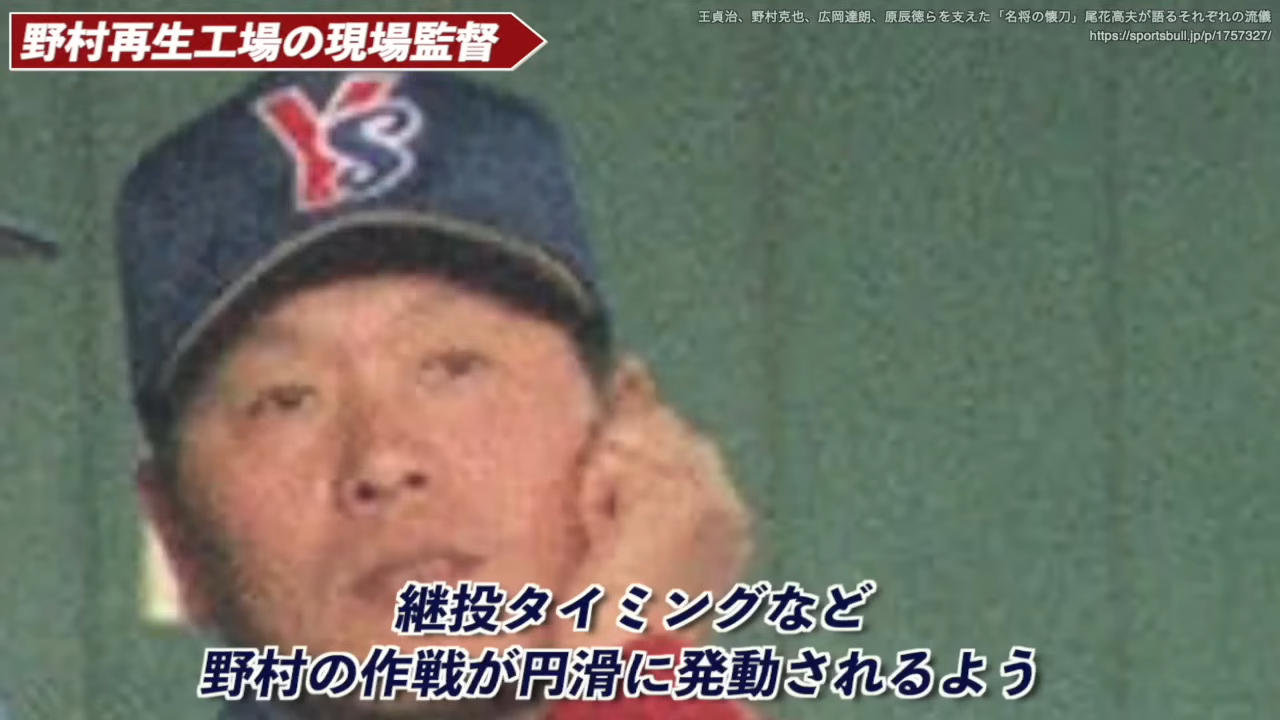 野村再生工場の現場監督
王貞治、野村克也、広岡達朗、原辰徳らを支えた「名将の懐刀」尾花高夫が語るそれぞれの流儀
https://sportsbull.jp/p/1757327/
YS
継投タイミングなど
野村の作戦が円滑に発動されるよう